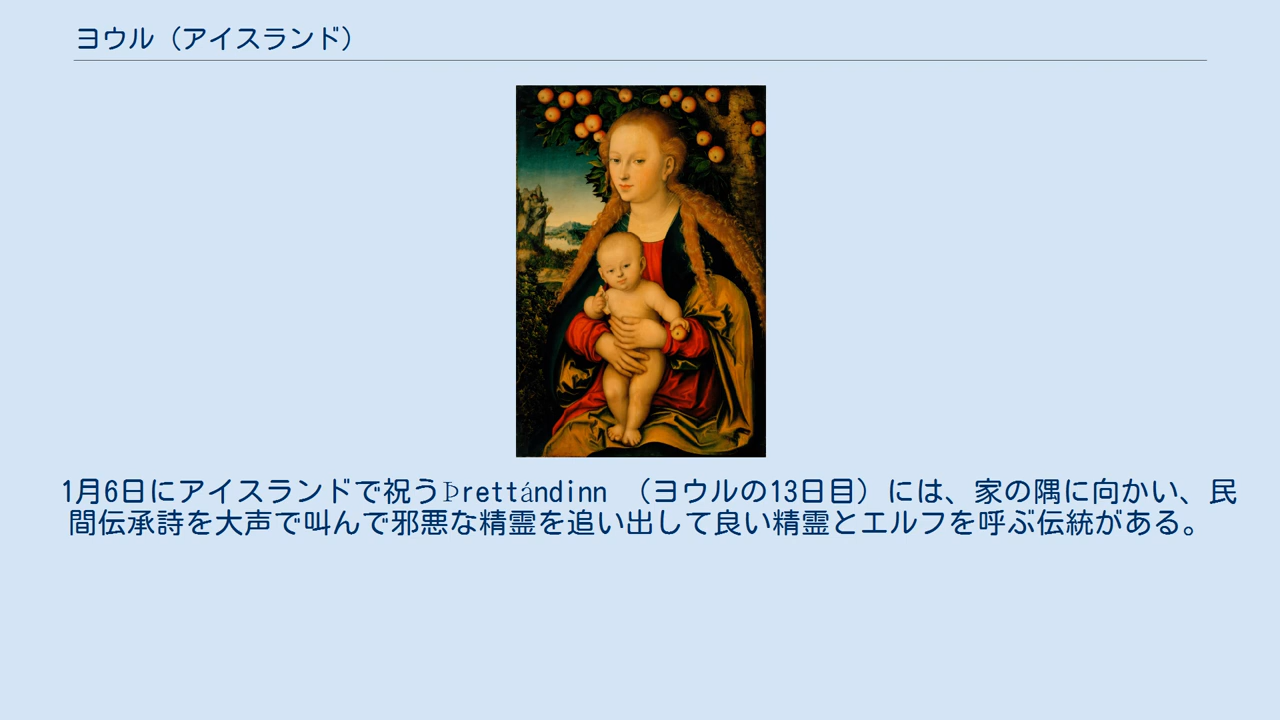 ヨウル（アイスランド）
1月6日にアイスランドで祝うÞrettándinn （ヨウルの13日目）には、家の隅に向かい、民
間伝承詩を大声で叫んで邪悪な精霊を追い出して良い精霊とエルフを呼ぶ伝統がある。